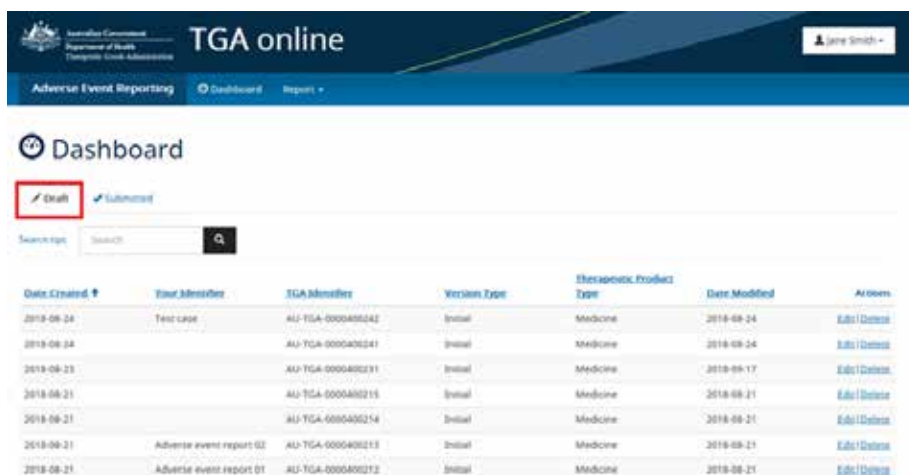 Australian Government
Department of Health
Therapeutic Goods Administration
TGA online
Jane Smith
Adverse Event Reporting Dashboard Report
Dashboard
Draft Submitted
Search tips Search
Date Created Your Identifier TGA Identifier Version Type Therapeutic Product Type Date Modified Actions
2018-08-24 Test case AU-TGA-0000400242 Initial Medicine 2018-08-24 Edit | Delete
2018-08-24 AU-TGA-0000400241 Initial Medicine 2018-08-24 Edit | Delete
2018-08-23 AU-TGA-0000400231 Initial Medicine 2018-09-17 Edit | Delete
2018-08-21 AU-TGA-0000400215 Initial Medicine 2018-08-21 Edit | Delete
2018-08-21 AU-TGA-0000400214 Initial Medicine 2018-08-21 Edit | Delete
2018-08-21 Adverse event report 02 AU-TGA-0000400213 Initial Medicine 2018-08-21 Edit | Delete
2018-08-21 Adverse event report 01 AU-TGA-0000400212 Initial Medicine 2018-08-21 Edit | Delete